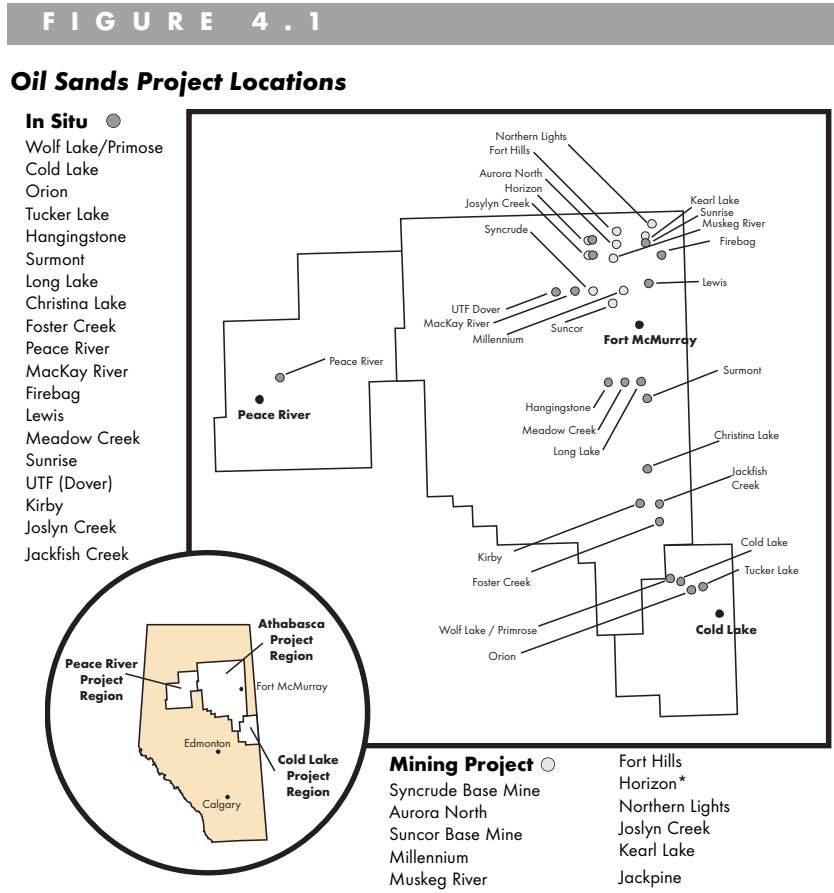 FIGURE 4.1
Oil Sands Project Locations
In Situ
Wolf Lake/Primose
Cold Lake
Orion
Tucker Lake
Hangingstone
Surmont
Long Lake
Christina Lake
Foster Creek
Peace River
MacKay River
Firebag
Lewis
Meadow Creek
Sunrise
UTF (Dover)
Kirby
Joslyn Creek
Jackfish Creek
Northern Lights
Fort Hills
Aurora North
Horizon
Josylyn Creek
Syncrude
Kearl Lake
Sunrise
Muskeg River
Firebag
Lewis
UTF Dover
MacKay River
Millennium
Suncor
Fort McMurray
Peace River
Peace River
Surmont
Hangingstone
Meadow Creek
Long Lake
Christina Lake
Jackfish
Creek
Kirby
Foster Creek
Cold Lake
Tucker Lake
Wolf Lake / Primrose
Orion
Cold Lake
Athabasca
Project
Region
Peace River
Project
Region
Fort McMurray
Edmonton
Cold Lake
Project
Region
Calgary
Mining Project
Syncrude Base Mine
Aurora North
Suncor Base Mine
Millennium
Muskeg River
Fort Hills
Horizon*
Northern Lights
Joslyn Creek
Kearl Lake
Jackpine